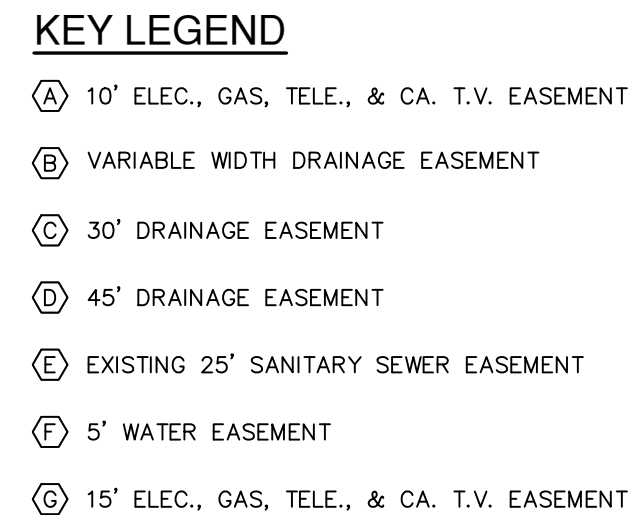 KEY LEGEND
A 10' ELEC., GAS, TELE., & CA. T.V. EASEMENT
B VARIABLE WIDTH DRAINAGE EASEMENT
C 30' DRAINAGE EASEMENT
D 45' DRAINAGE EASEMENT
E EXISTING 25' SANITARY SEWER EASEMENT
F 5' WATER EASEMENT
G 15' ELEC., GAS, TELE., & CA. T.V. EASEMENT